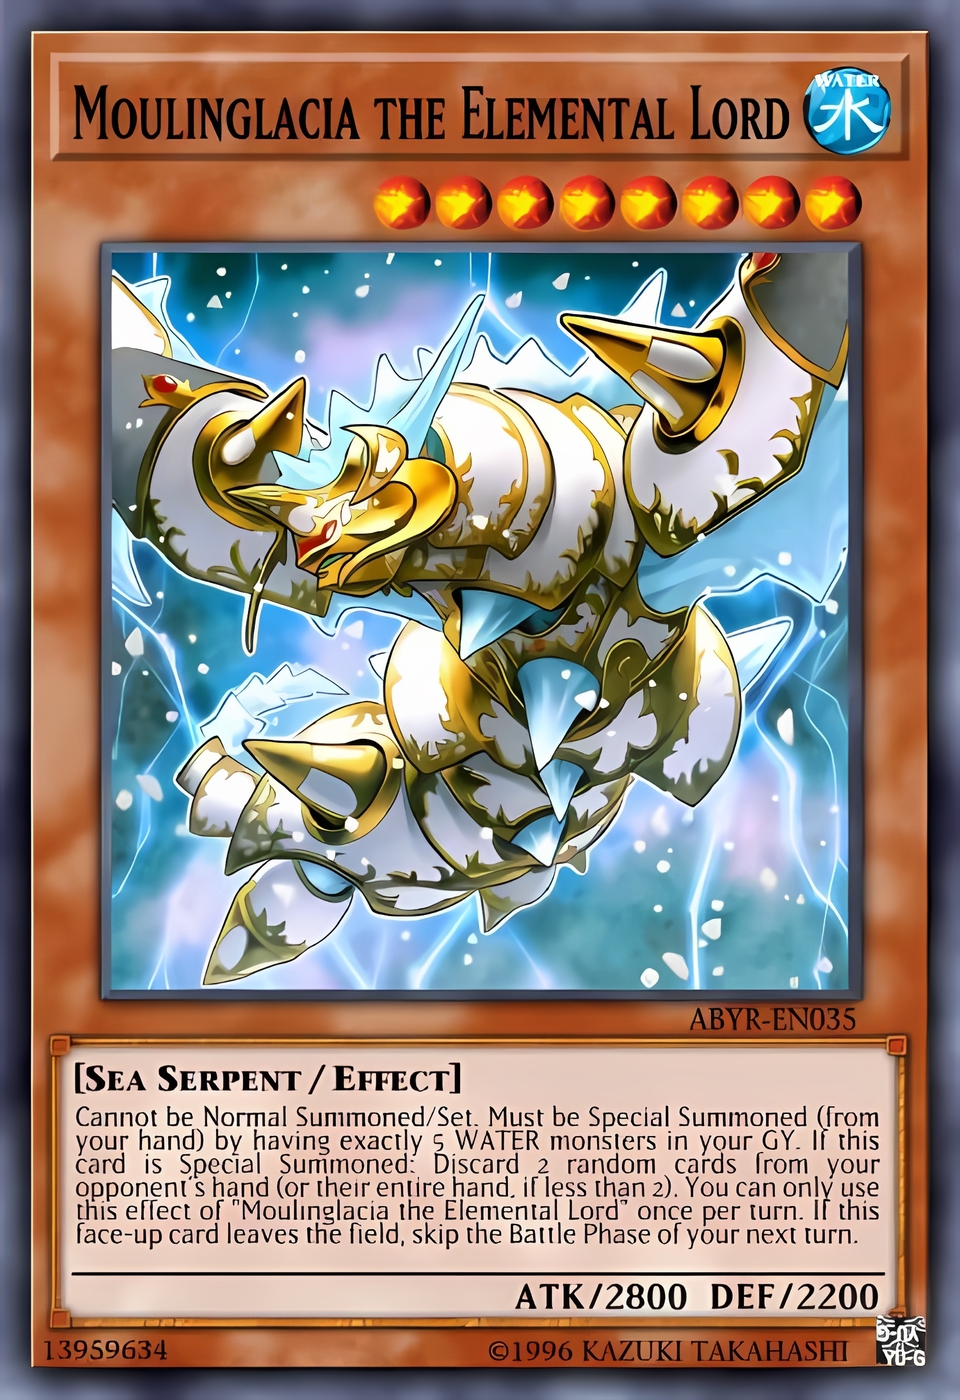 Moulinglacia the Elemental Lord
WATER
水
ABYR-EN035
[Sea Serpent / Effect]
Cannot be Normal Summoned/Set. Must be Special Summoned (from
your hand) by having exactly 5 WATER monsters in your GY. If this
card is Special Summoned: Discard 2 random cards from your
opponent's hand (or their entire hand, if less than 2). You can only use
this effect of "Moulinglacia the Elemental Lord" once per turn. If this
face-up card leaves the field, skip the Battle Phase of your next turn.
ATK/2800 DEF/2200
13959634
©1996 KAZUKI TAKAHASHI